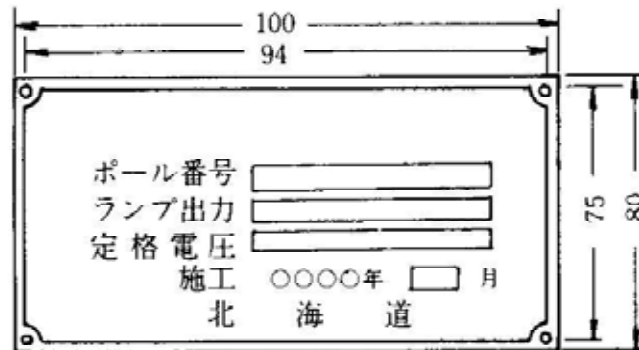 100
94
ポール番号
ランプ出力
定格電圧
施工 ○○○○年 月
北海道
75
80